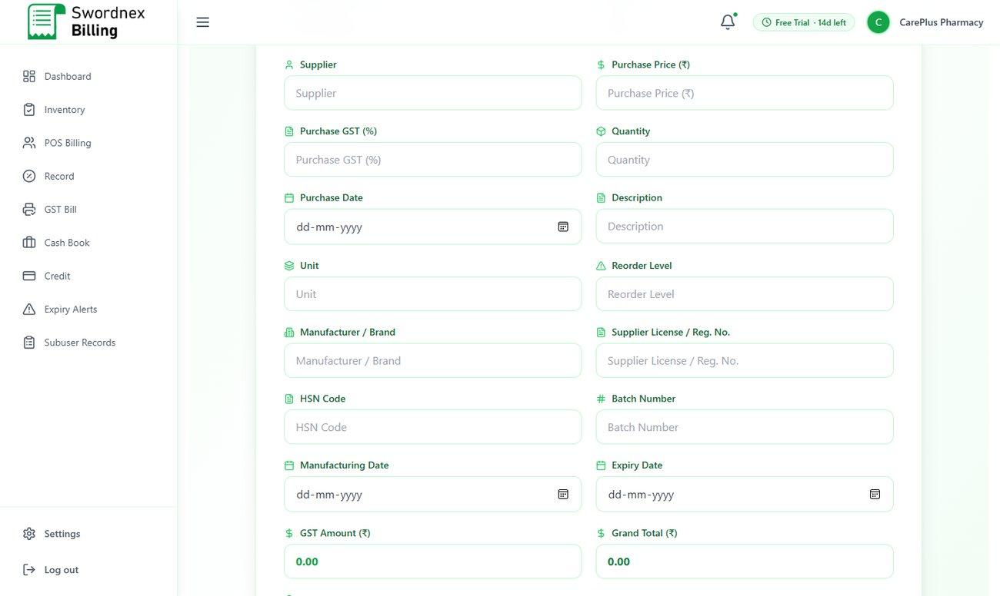 Swordnex
Billing
Free Trial · 14d left
C
CarePlus Pharmacy
Dashboard
Inventory
POS Billing
Record
GST Bill
Cash Book
Credit
Expiry Alerts
Subuser Records
Settings
Log out
Supplier
Supplier
Purchase Price (₹)
Purchase Price (₹)
Purchase GST (%)
Purchase GST (%)
Quantity
Quantity
Purchase Date
dd-mm-yyyy
Description
Description
Unit
Unit
Reorder Level
Reorder Level
Manufacturer / Brand
Manufacturer / Brand
Supplier License / Reg. No.
Supplier License / Reg. No.
HSN Code
HSN Code
Batch Number
Batch Number
Manufacturing Date
dd-mm-yyyy
Expiry Date
dd-mm-yyyy
GST Amount (₹)
0.00
Grand Total (₹)
0.00